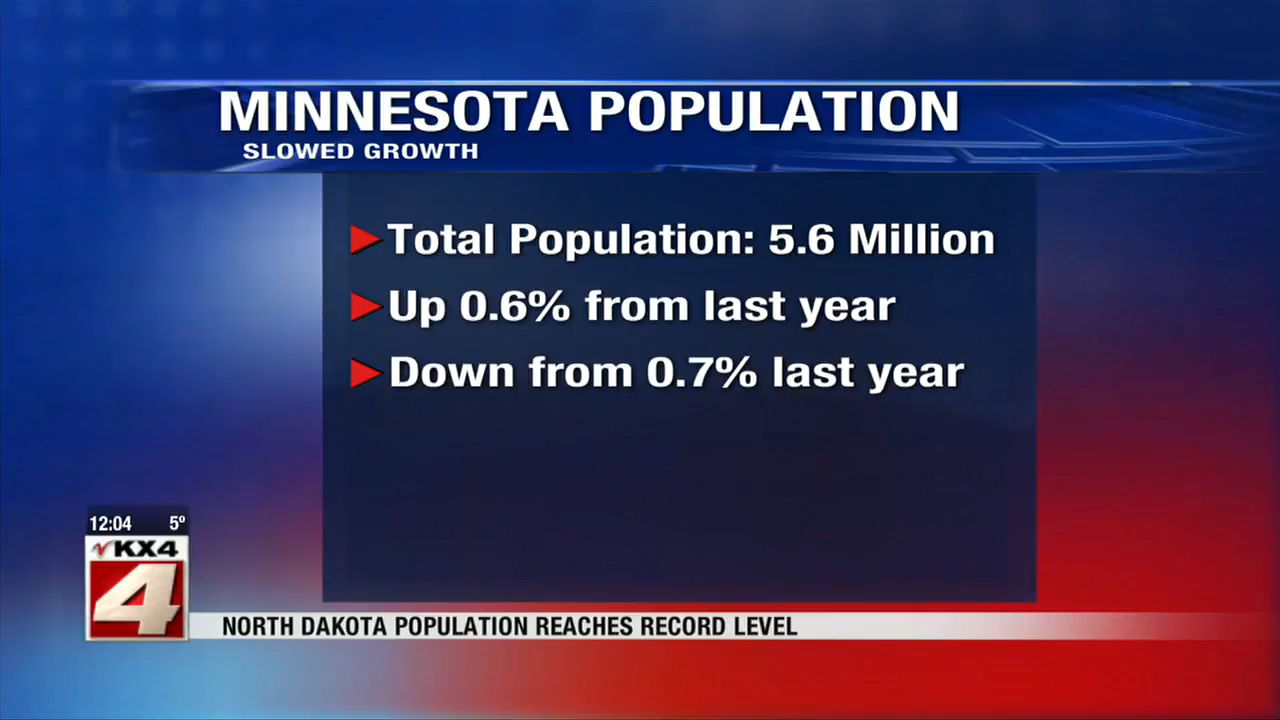 MINNESOTA POPULATION
SLOWED GROWTH
Total Population: 5.6 Million
Up 0.6% from last year
Down from 0.7% last year
12:04 5º
KX4
4
NORTH DAKOTA POPULATION REACHES RECORD LEVEL